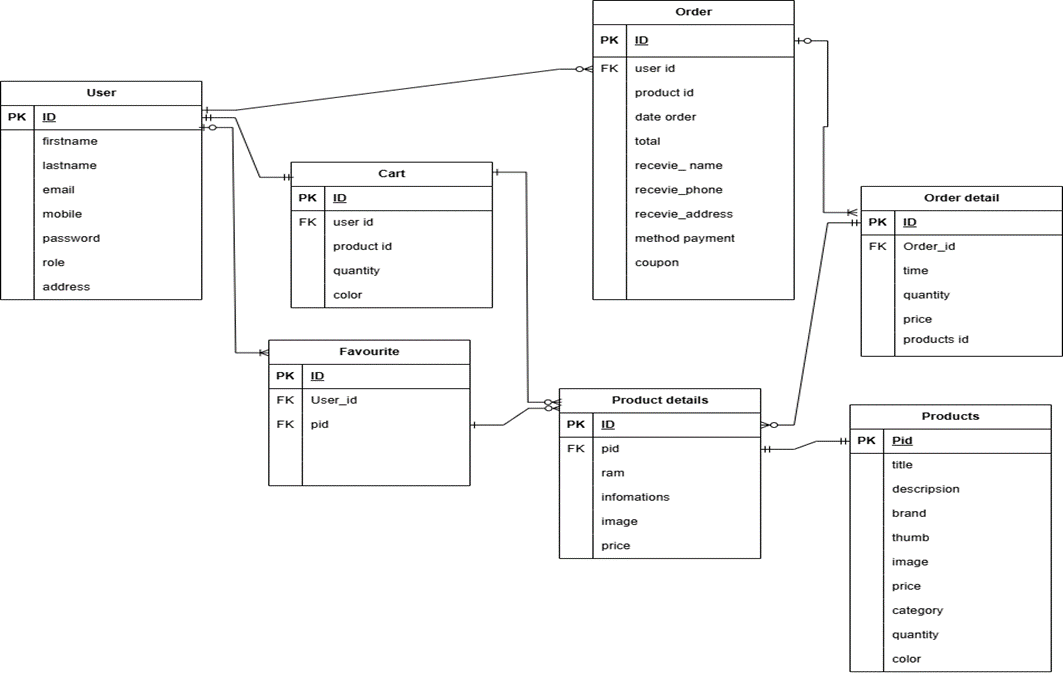 Order
PK ID
FK user id
product id
date order
total
recevie_ name
recevie_phone
recevie_address
method payment
coupon
User
PK ID
firstname
lastname
email
mobile
password
role
address
Cart
PK ID
FK user id
product id
quantity
color
Order detail
PK ID
FK Order_id
time
quantity
price
products id
Favourite
PK ID
FK User_id
FK pid
Product details
PK ID
FK pid
ram
infomations
image
price
Products
PK Pid
title
descripsion
brand
thumb
image
price
category
quantity
color